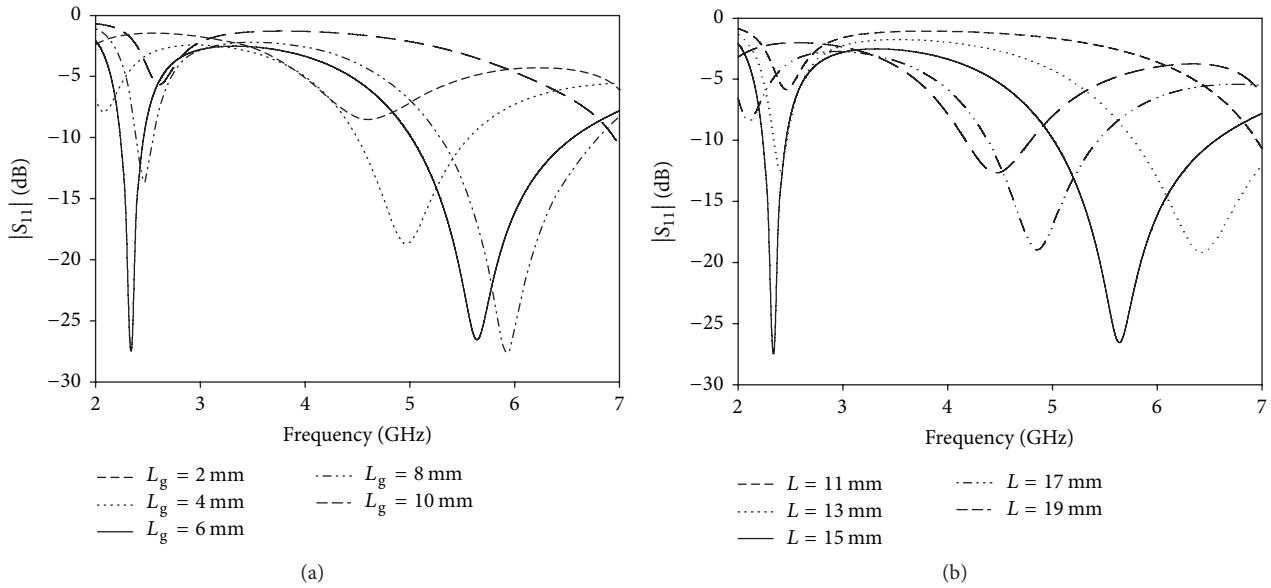 0
−5
−10
−15
−20
−25
−30
|S11| (dB)
2 3 4 5 6 7
Frequency (GHz)
Lg = 2 mm
Lg = 4 mm
Lg = 6 mm
Lg = 8 mm
Lg = 10 mm
(a)
0
−5
−10
−15
−20
−25
−30
|S11| (dB)
2 3 4 5 6 7
Frequency (GHz)
L = 11 mm
L = 13 mm
L = 15 mm
L = 17 mm
L = 19 mm
(b)